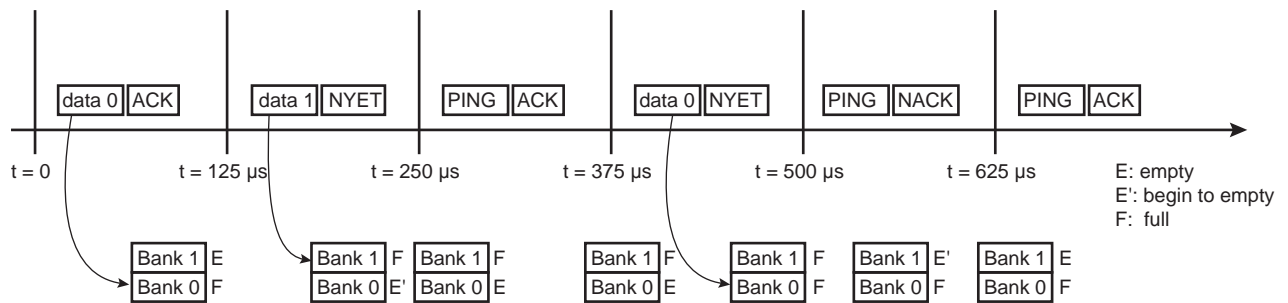 data 0 ACK data 1 NYET PING ACK data 0 NYET PING NACK PING ACK
t = 0 t = 125 µs t = 250 µs t = 375 µs t = 500 µs t = 625 µs
E: empty
E': begin to empty
F: full
Bank 1 E Bank 1 F Bank 1 F Bank 1 F Bank 1 F Bank 1 E' Bank 1 E
Bank 0 F Bank 0 E' Bank 0 E Bank 0 E Bank 0 F Bank 0 F Bank 0 F